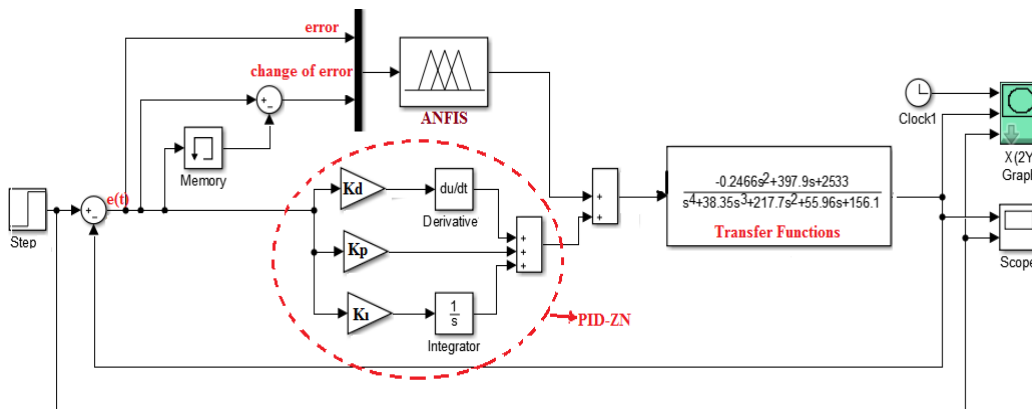 error
change of error
ANFIS
Clock1
X (2Y
Graph
Memory
e(t)
Step
Kd
du/dt
Derivative
Kp
Kı
1
s
Integrator
PID-ZN
-0.2466s²+397.9s+2533
s⁴+38.35s³+217.7s²+55.96s+156.1
Transfer Functions
Scope
+
−
+
−
+
+
+
+
+